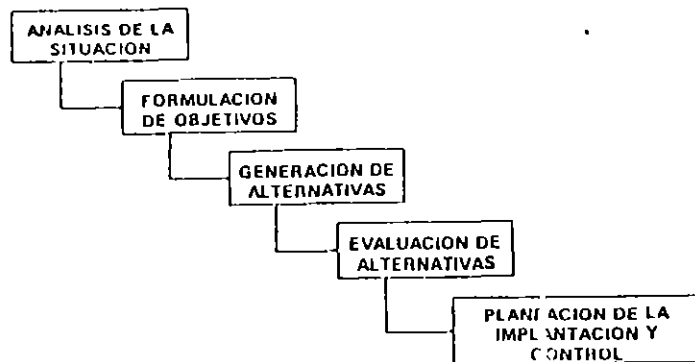 ANALISIS DE LA
SITUACION
FORMULACION
DE OBJETIVOS
GENERACION DE
ALTERNATIVAS
EVALUACION DE
ALTERNATIVAS
PLANEACION DE LA
IMPLANTACION Y
CONTROL